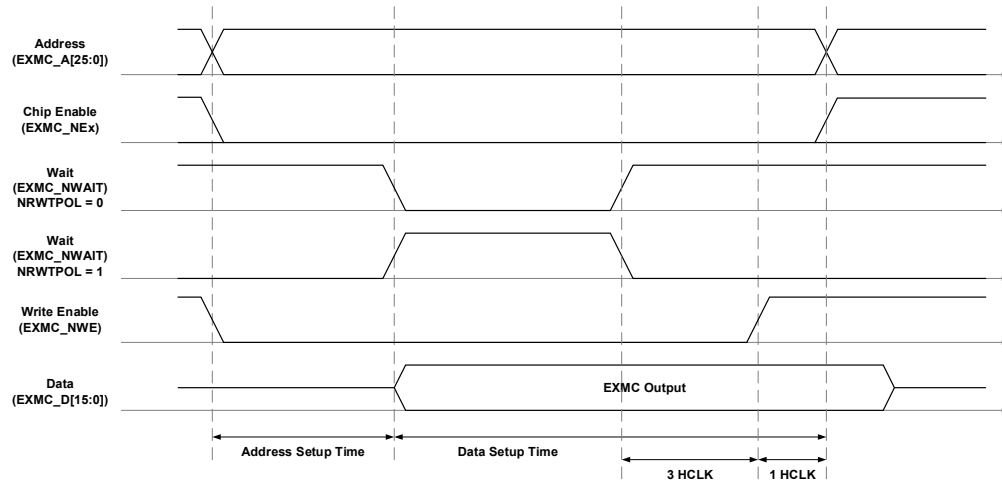 Address
(EXMC_A[25:0])
Chip Enable
(EXMC_NEx)
Wait
(EXMC_NWAIT)
NRWTPOL = 0
Wait
(EXMC_NWAIT)
NRWTPOL = 1
Write Enable
(EXMC_NWE)
Data
(EXMC_D[15:0])
EXMC Output
Address Setup Time
Data Setup Time
3 HCLK
1 HCLK